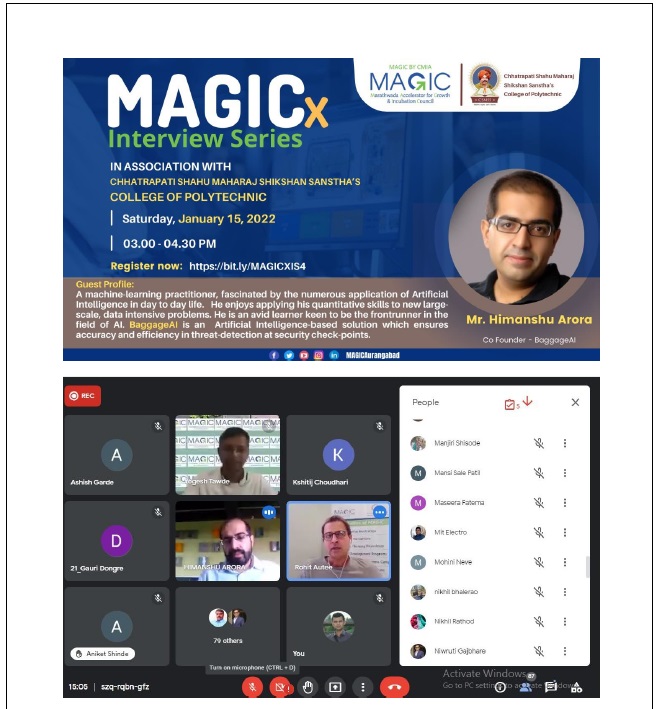 MAGICx
Interview Series
MAGIC BY CMIA
MAGIC
Marathwada Accelerator for Growth
& Incubation Council
Chhatrapati Shahu Maharaj
Shikshan Sanstha's
College of Polytechnic
IN ASSOCIATION WITH
CHHATRAPATI SHAHU MAHARAJ SHIKSHAN SANSTHA'S
COLLEGE OF POLYTECHNIC
Saturday, January 15, 2022
03.00 - 04.30 PM
Register now: https://bit.ly/MAGICXIS4
Guest Profile:
A machine-learning practitioner, fascinated by the numerous application of Artificial
Intelligence in day to day life. He enjoys applying his quantitative skills to new large-
scale, data intensive problems. He is an avid learner keen to be the frontrunner in the
field of AI. BaggageAI is an Artificial Intelligence-based solution which ensures
accuracy and efficiency in threat-detection at security check-points.
Mr. Himanshu Arora
Co Founder - BaggageAI
MAGICAurangabad
REC
A
Ashish Garde
MAGIC
Yogesh Tawde
K
Kshitij Choudhari
D
21_Gauri Dongre
HIMANSHU ARORA
Rohit Autee
A
Aniket Shinde
79 others
You
Turn on microphone (CTRL + D)
15:05 | szq-rqbn-gfz
People
5
Manjiri Shisode
M Mansi Sale Patil
M Maseera Fatema
Mit Electro
M Mohini Neve
nikhil bhalerao
Nikhil Rathod
Niwruti Gajbhare
Activate Windows
Go to PC settings to activate Windows.
87